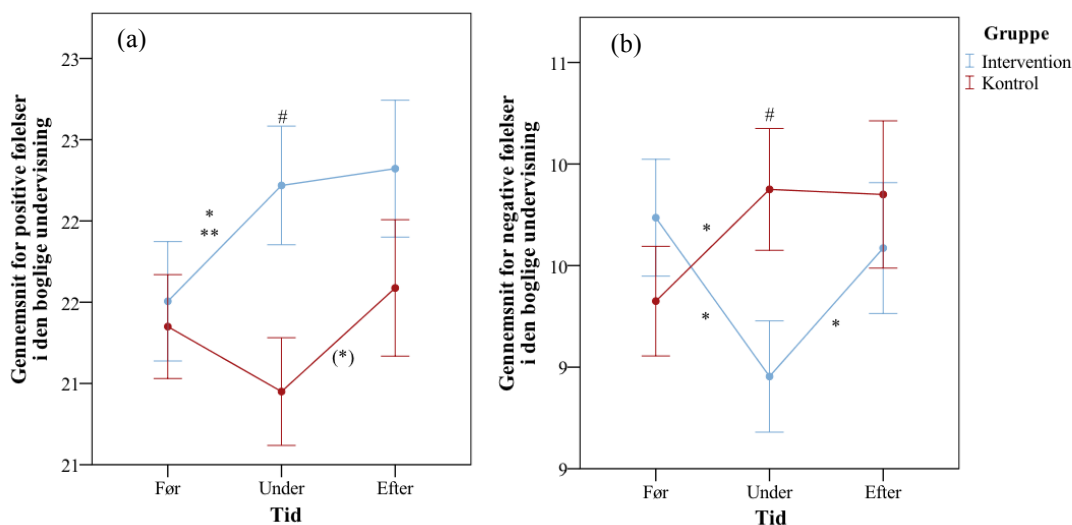 (a)
Gennemsnit for positive følelser
i den boglige undervisning
23
23
22
22
21
21
#
*
**
(*)
Før
Under
Efter
Tid
(b)
Gennemsnit for negative følelser
i den boglige undervisning
11
10
10
9
9
#
*
*
*
Før
Under
Efter
Tid
Gruppe
Intervention
Kontrol